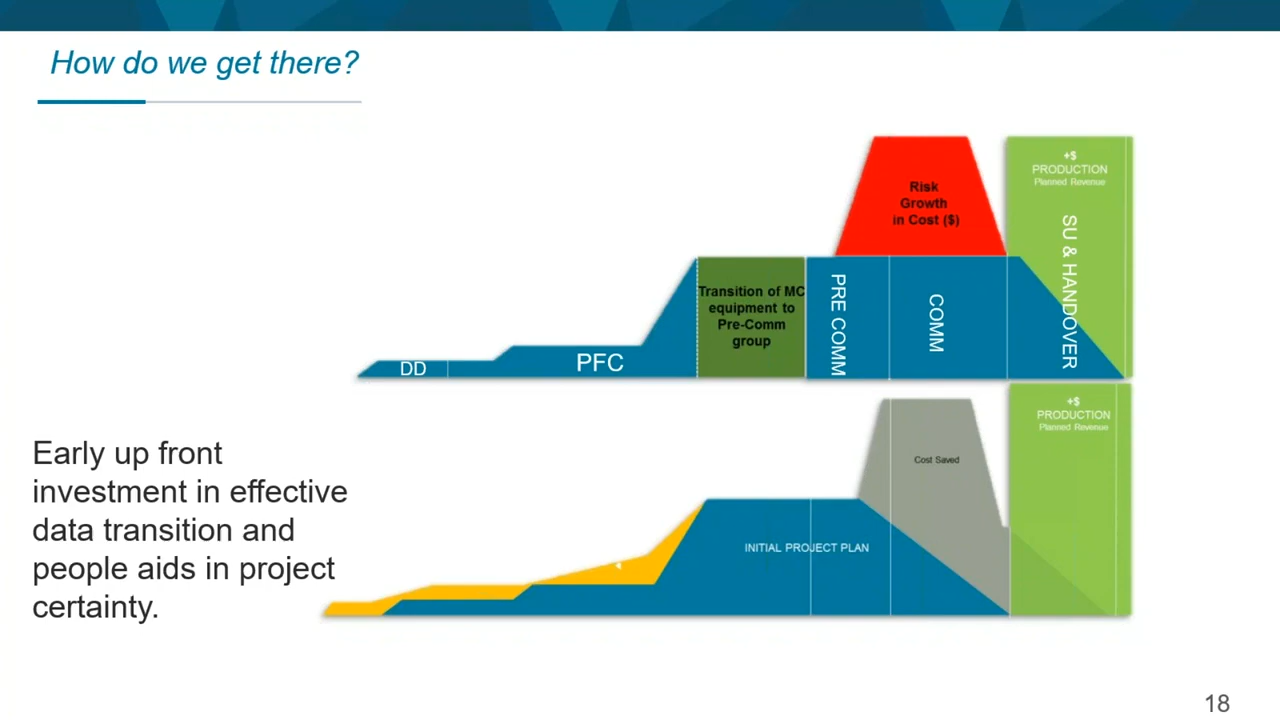 How do we get there?
Risk
Growth
in Cost ($)
+$
PRODUCTION
Planned Revenue
DD
PFC
Transition of MC
equipment to
Pre-Comm
group
PRE COMM
COMM
SU & HANDOVER
Early up front
investment in effective
data transition and
people aids in project
certainty.
Cost Saved
+$
PRODUCTION
Planned Revenue
INITIAL PROJECT PLAN
18